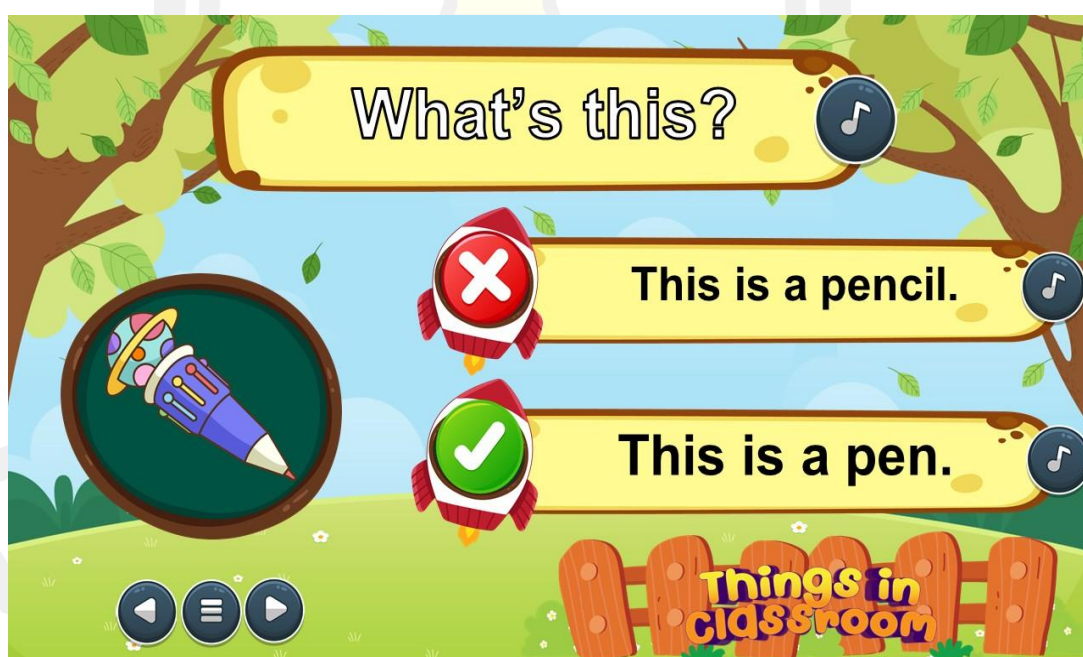 What's this?
This is a pencil.
This is a pen.
Things in
classroom